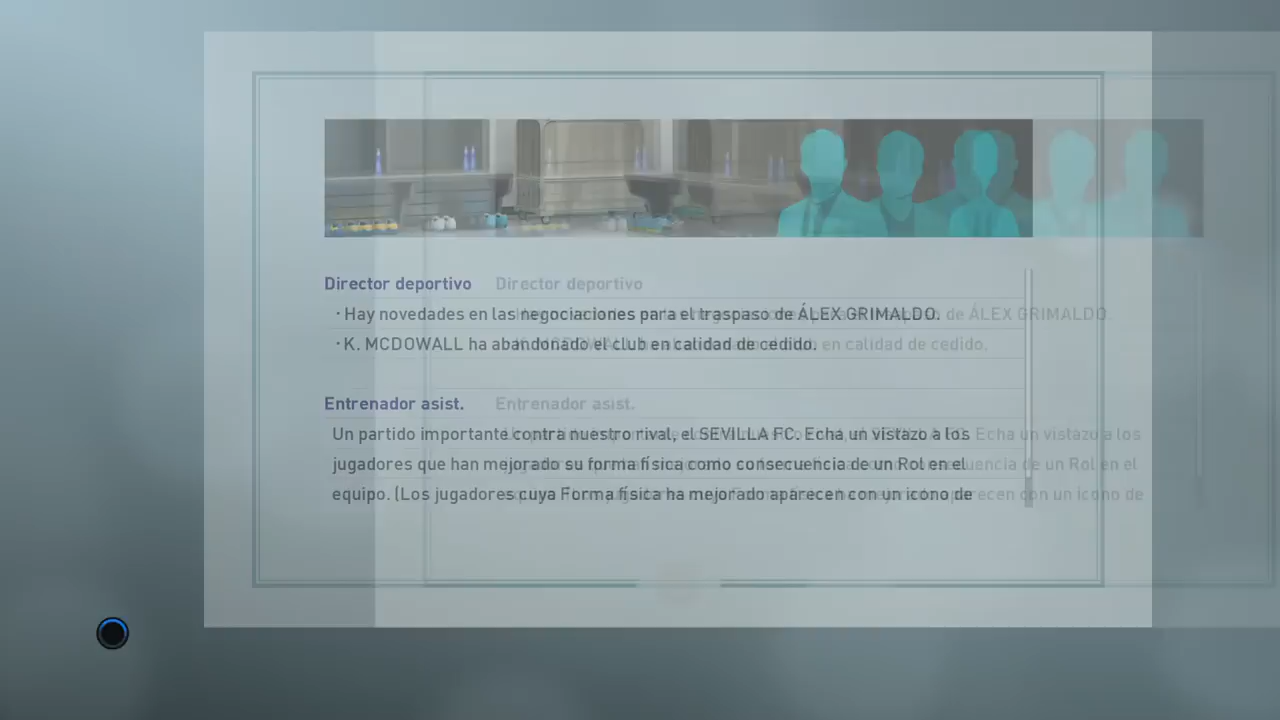 Director deportivo
· Hay novedades en las negociaciones para el traspaso de ÁLEX GRIMALDO.
· K. MCDOWALL ha abandonado el club en calidad de cedido.
Entrenador asist.
Un partido importante contra nuestro rival, el SEVILLA FC. Echa un vistazo a los
jugadores que han mejorado su forma física como consecuencia de un Rol en el
equipo. (Los jugadores cuya Forma física ha mejorado aparecen con un icono de